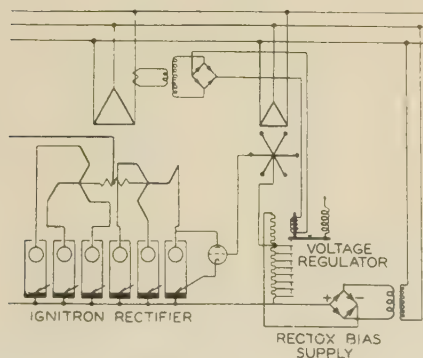 VOLTAGE
REGULATOR
+ -
IGNITRON RECTIFIER
RECTOX BIAS
SUPPLY